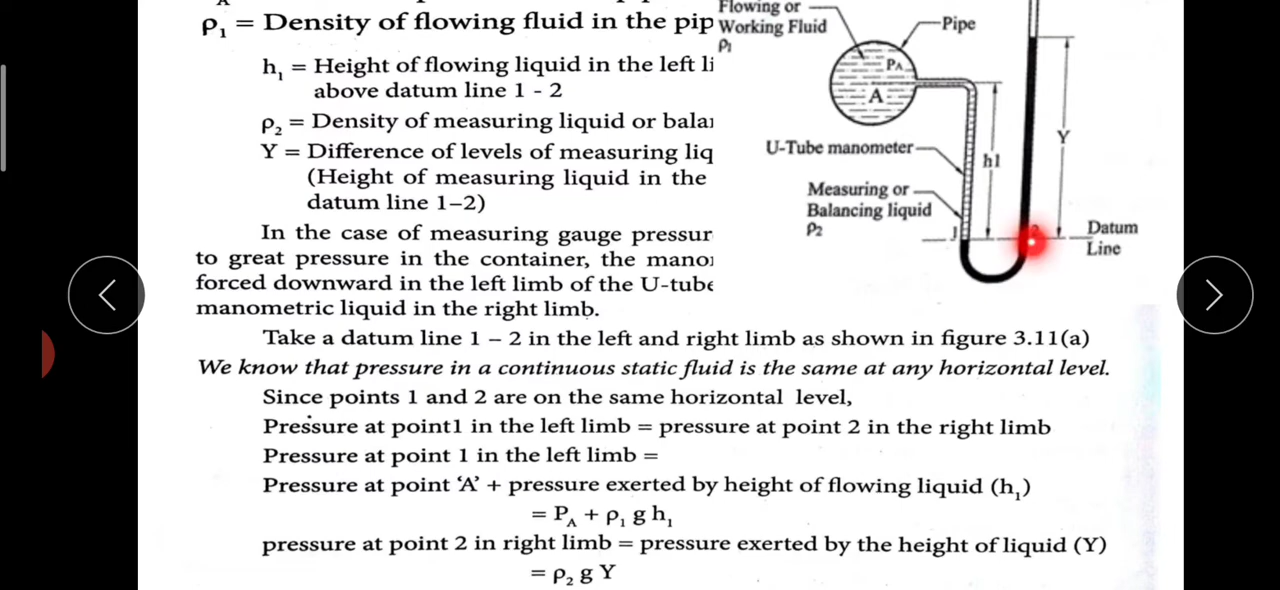 ρ₁ = Density of flowing fluid in the pip
h₁ = Height of flowing liquid in the left li
above datum line 1 - 2
ρ₂ = Density of measuring liquid or balan
Y = Difference of levels of measuring liq
(Height of measuring liquid in the
datum line 1–2)
In the case of measuring gauge pressur
to great pressure in the container, the mano
forced downward in the left limb of the U-tube
manometric liquid in the right limb.
Flowing or
Working Fluid
ρ₁
Pipe
P_A
A
U-Tube manometer
h1
Y
Measuring or
Balancing liquid
ρ2
1
Datum
Line
Take a datum line 1 – 2 in the left and right limb as shown in figure 3.11(a)
We know that pressure in a continuous static fluid is the same at any horizontal level.
Since points 1 and 2 are on the same horizontal level,
Pressure at point1 in the left limb = pressure at point 2 in the right limb
Pressure at point 1 in the left limb =
Pressure at point ‘A’ + pressure exerted by height of flowing liquid (h₁)
= P_A + ρ₁ g h₁
pressure at point 2 in right limb = pressure exerted by the height of liquid (Y)
= ρ₂ g Y